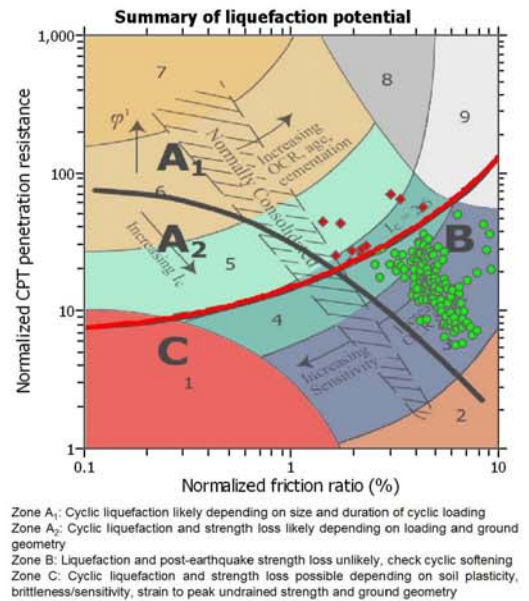 Summary of liquefaction potential
1,000
100
10
1
0.1
1
10
Normalized CPT penetration resistance
Normalized friction ratio (%)
7
8
9
φ'
A1
Normally Consolidated
Increasing
OCR, age,
cementation
6
A2
Increasing Ic
5
B
4
C
1
Increasing
Sensitivity
3
2
Zone A1: Cyclic liquefaction likely depending on size and duration of cyclic loading
Zone A2: Cyclic liquefaction and strength loss likely depending on loading and ground
geometry
Zone B: Liquefaction and post-earthquake strength loss unlikely, check cyclic softening
Zone C: Cyclic liquefaction and strength loss possible depending on soil plasticity,
brittleness/sensitivity, strain to peak undrained strength and ground geometry